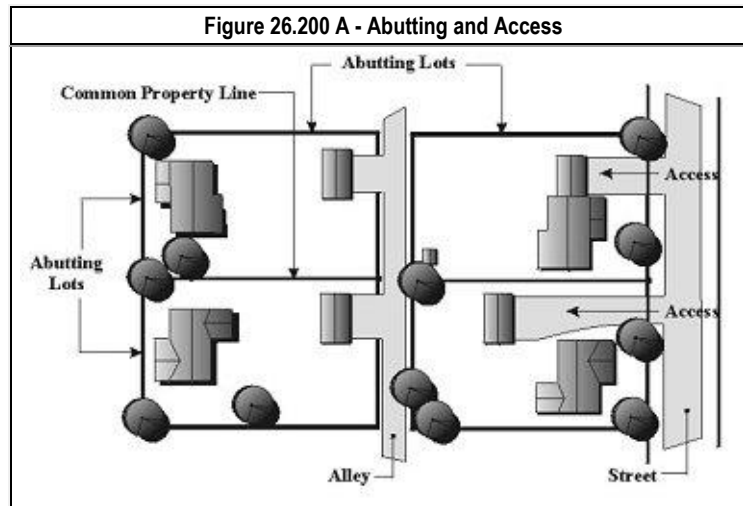 Figure 26.200 A - Abutting and Access
Abutting Lots
Common Property Line
Access
Abutting
Lots
Access
Alley
Street